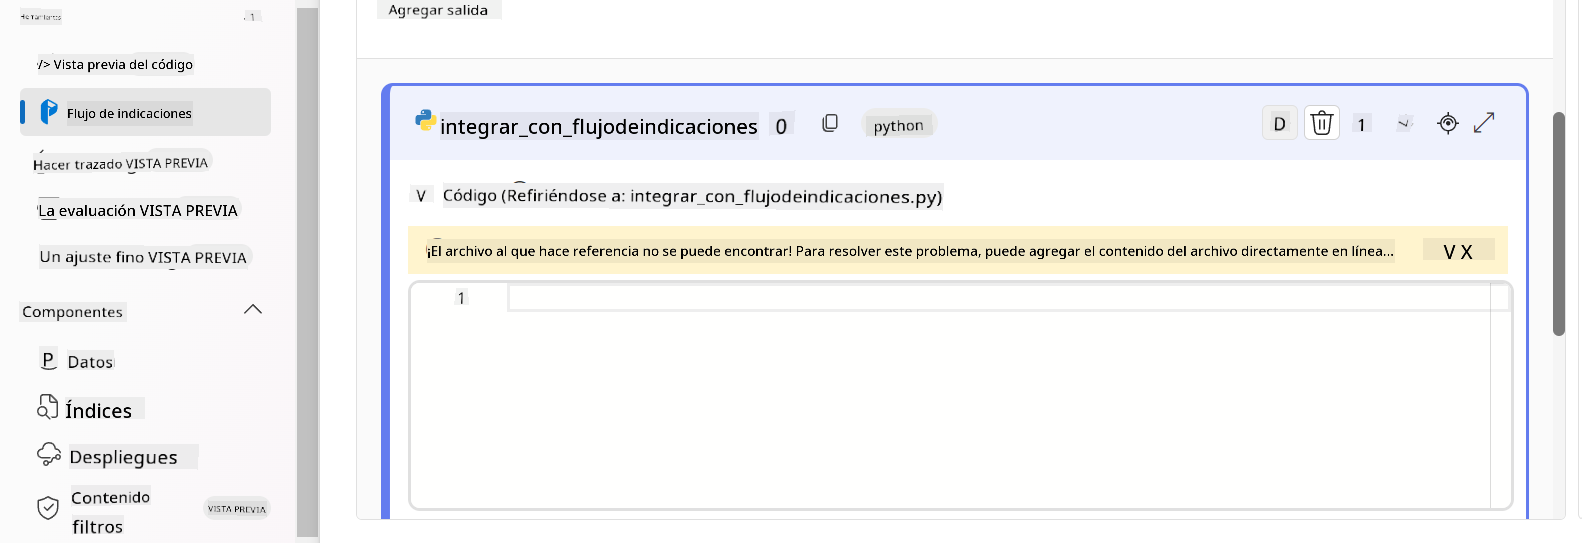 Herramientas
1
/> Vista previa del código
Flujo de indicaciones
Hacer trazado VISTA PREVIA
La evaluación VISTA PREVIA
Un ajuste fino VISTA PREVIA
Componentes
P Datos
Índices
Despliegues
Contenido
filtros
VISTA PREVIA
Agregar salida
integrar_con_flujodeindicaciones 0 python D 1
V Código (Refiriéndose a: integrar_con_flujodeindicaciones.py)
¡El archivo al que hace referencia no se puede encontrar! Para resolver este problema, puede agregar el contenido del archivo directamente en línea... V X
1